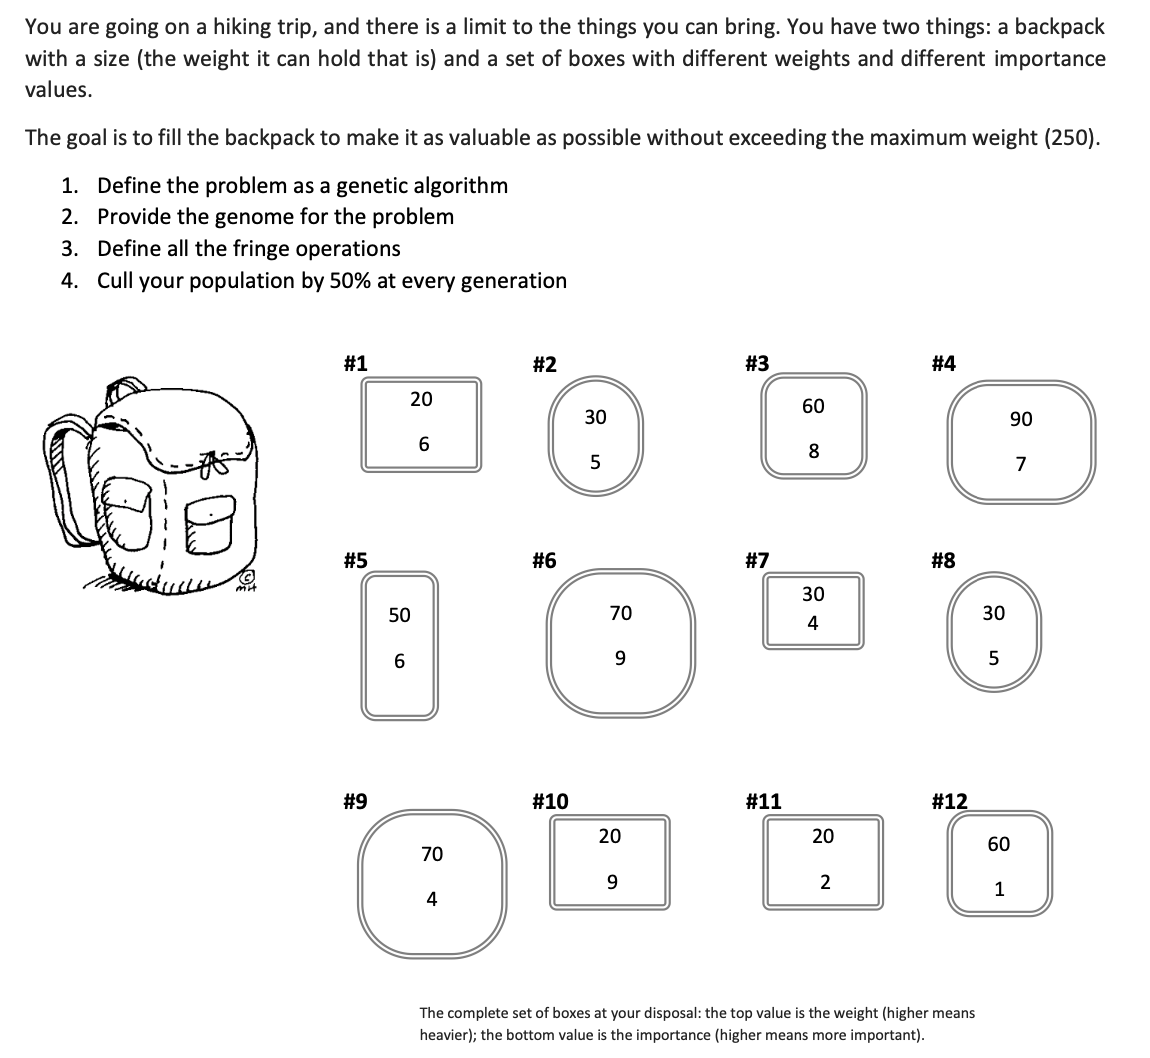 You are going on a hiking trip, and there is a limit to the things you can bring. You have two things: a backpack
with a size (the weight it can hold that is) and a set of boxes with different weights and different importance
values.
The goal is to fill the backpack to make it as valuable as possible without exceeding the maximum weight (250).
1. Define the problem as a genetic algorithm
2. Provide the genome for the problem
3. Define all the fringe operations
4. Cull your population by 50% at every generation
#1 #2 #3 #4
20 30 60 90
6 5 8 7
#5 #6 #7 #8
50 70 30 30
6 9 4 5
#9 #10 #11 #12
70 20 20 60
4 9 2 1
© MH
The complete set of boxes at your disposal: the top value is the weight (higher means
heavier); the bottom value is the importance (higher means more important).